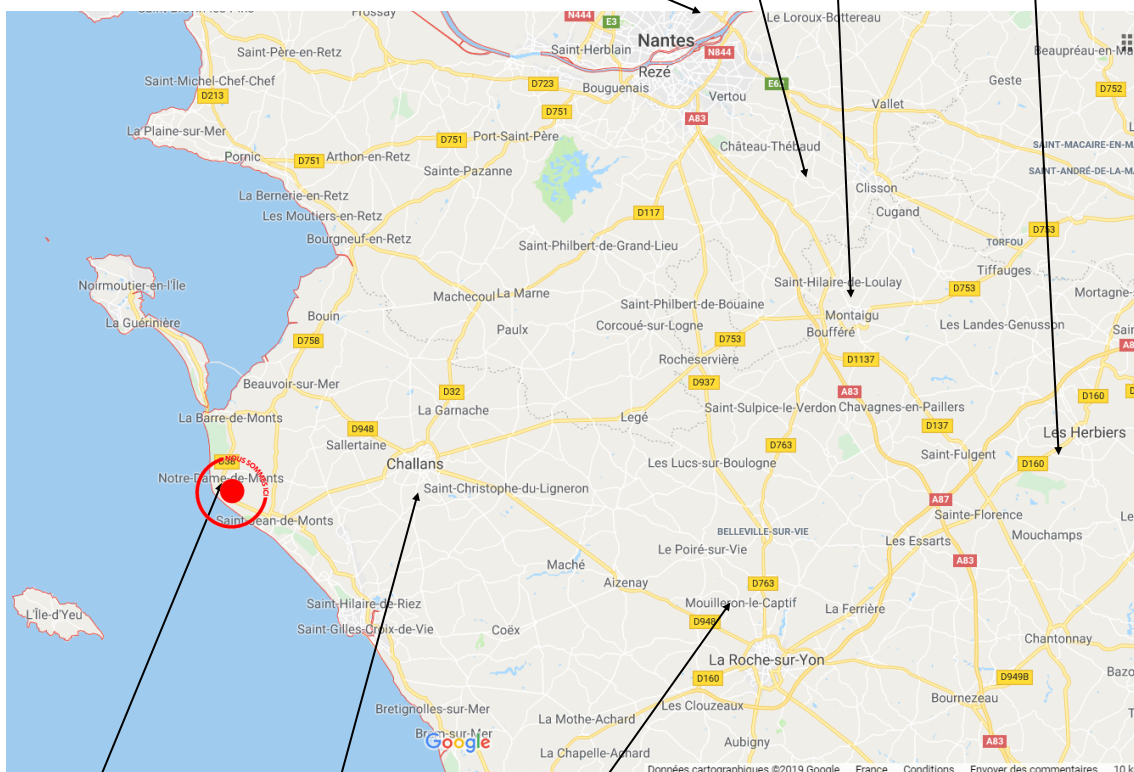 Frossay
Le Loroux-Bottereau
N444
E3
Saint-Père-en-Retz
Saint-Herblain
Nantes
N844
Rezé
Saint-Michel-Chef-Chef
D723
Bouguenais
Vertou
Geste
D752
D213
D751
Vallet
La Plaine-sur-Mer
D751
Port-Saint-Père
A83
Château-Thébaud
Pornic
D751
Arthon-en-Retz
Sainte-Pazanne
Clisson
La Bernerie-en-Retz
Cugand
Les Moutiers-en-Retz
D117
D753
Bourgneuf-en-Retz
Saint-Philbert-de-Grand-Lieu
TORFOU
Tiffauges
Noirmoutier-en-l'Île
Saint-Hilaire-de-Loulay
D753
Machecoul
La Marne
Saint-Philbert-de-Bouaine
La Guérinière
Bouin
Paulx
Corcoué-sur-Logne
Montaigu
Boufféré
Les Landes-Genusson
D758
D753
Rocheservière
D1137
Beauvoir-sur-Mer
D32
D937
A83
D160
La Barre-de-Monts
La Garnache
Legé
Saint-Sulpice-le-Verdon
Chavagnes-en-Paillers
D948
D137
Sallertaine
D763
Les Herbiers
NOUS SOMMES ICI
D38
Challans
Les Lucs-sur-Boulogne
Saint-Fulgent
D160
Notre-Dame-de-Monts
Saint-Christophe-du-Ligneron
A87
Saint-Jean-de-Monts
Sainte-Florence
BELLEVILLE-SUR-VIE
Les Essarts
Mouchamps
Le Poiré-sur-Vie
A83
Maché
Aizenay
D763
L'Île-d'Yeu
Saint-Hilaire-de-Riez
Mouilleron-le-Captif
La Ferrière
Saint-Gilles-Croix-de-Vie
Coëx
D948
Chantonnay
La Roche-sur-Yon
D160
D949B
Bretignolles-sur-Mer
Les Clouzeaux
Bournezeau
La Mothe-Achard
Google
Aubigny
A83
La Chapelle-Achard
Données cartographiques ©2019 Google France Conditions Envoyer des commentaires